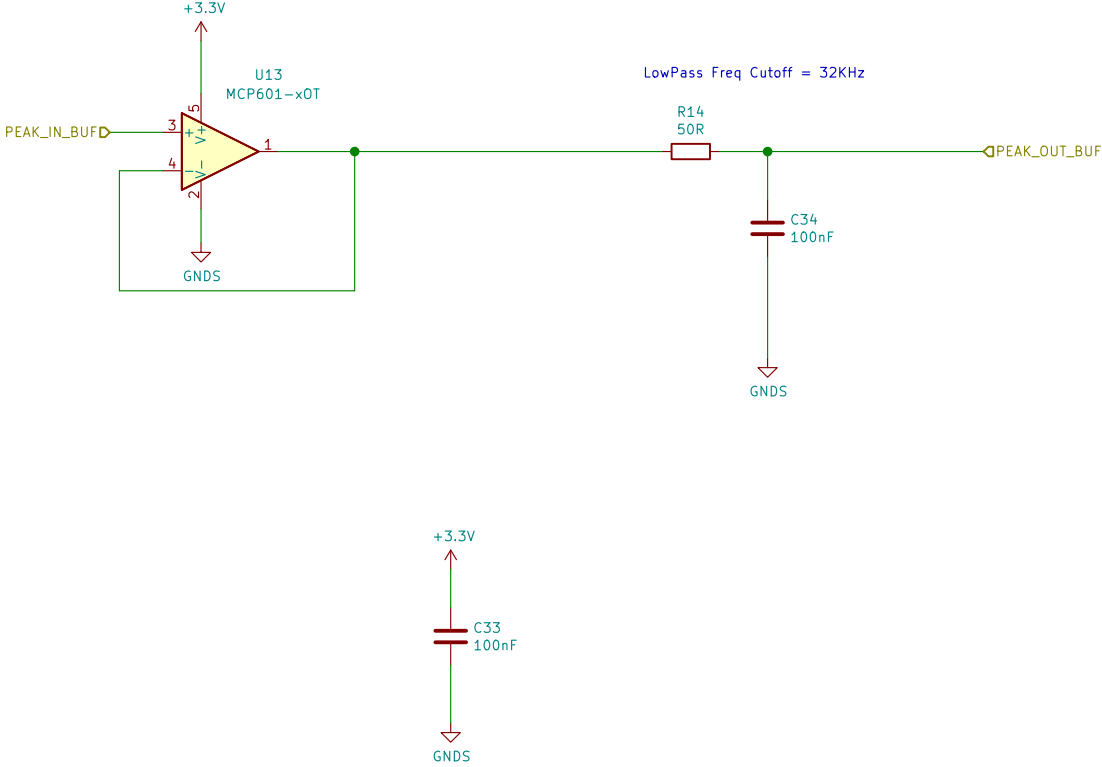 +3.3V
U13
MCP601-xOT
LowPass Freq Cutoff = 32KHz
PEAK_IN_BUF
3
+
5
V+
1
4
-
V-
2
GNDS
R14
50R
PEAK_OUT_BUF
C34
100nF
GNDS
+3.3V
C33
100nF
GNDS